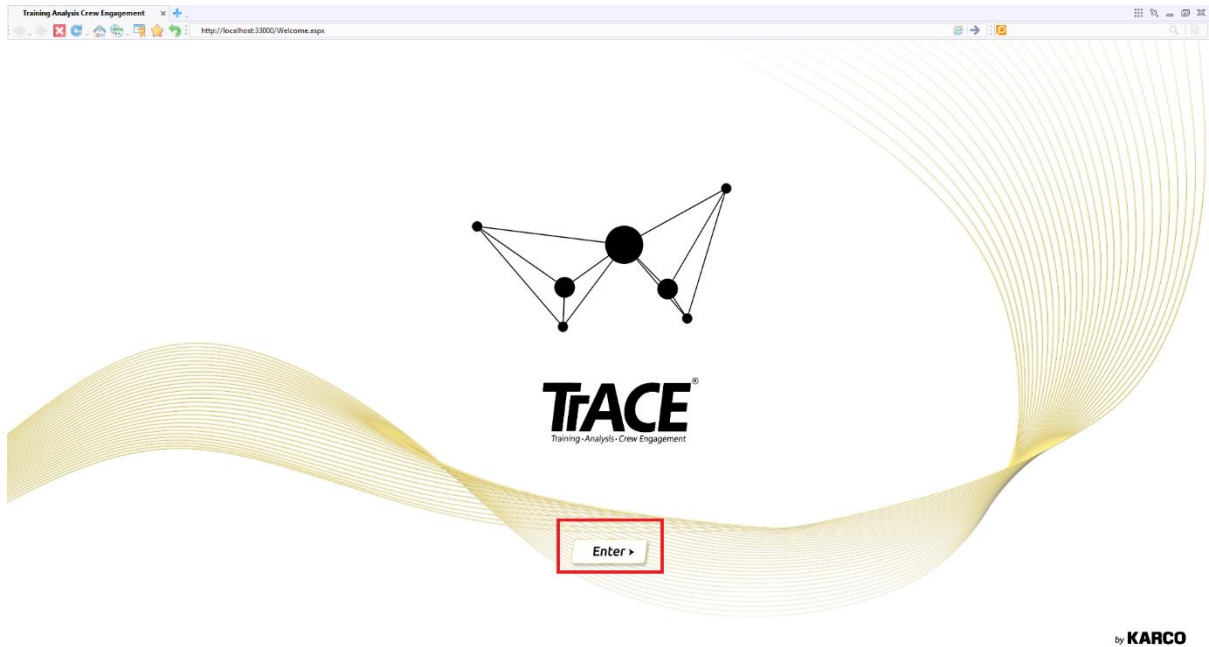 Training Analysis Crew Engagement
http://localhost:33000/Welcome.aspx
TrACE®
Training - Analysis - Crew Engagement
Enter
by KARCO